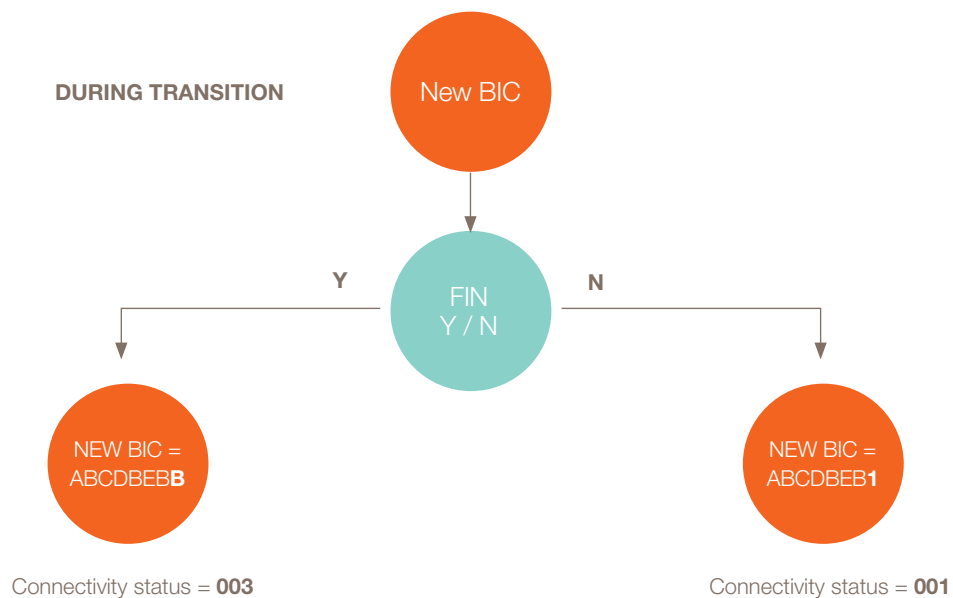 DURING TRANSITION
New BIC
Y
N
FIN
Y / N
NEW BIC =
ABCDBEBB
NEW BIC =
ABCDBEB1
Connectivity status = 003
Connectivity status = 001